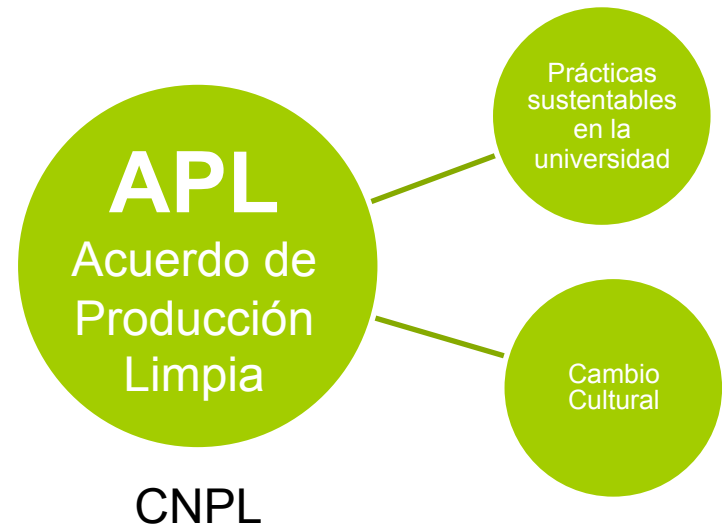 APL
Acuerdo de
Producción
Limpia
CNPL
Prácticas
sustentables
en la
universidad
Cambio
Cultural